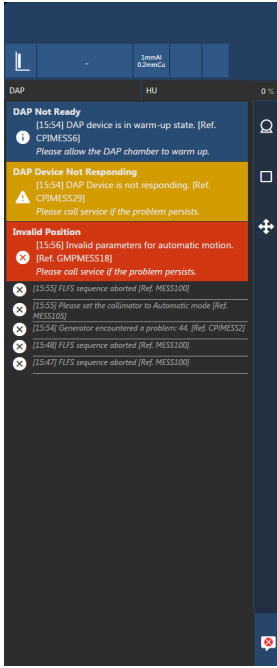 -
1mmAl
0.2mmCu
DAP HU 0 %
DAP Not Ready
[15:54] DAP device is in warm-up state. [Ref.
CPIMESS6]
Please allow the DAP chamber to warm up.
DAP Device Not Responding
[15:54] DAP Device is not responding. [Ref.
CPIMESS29]
Please call service if the problem persists.
Invalid Position
[15:56] Invalid parameters for automatic motion.
[Ref. GMPMESS18]
Please call sevice if the problem persists.
[15:55] FLFS sequence aborted [Ref. MESS100]
[15:55] Please set the collimator to Automatic mode [Ref.
MESS105]
[15:54] Generator encountered a problem: 44. [Ref. CPIMESS2]
[15:48] FLFS sequence aborted [Ref. MESS100]
[15:47] FLFS sequence aborted [Ref. MESS100]